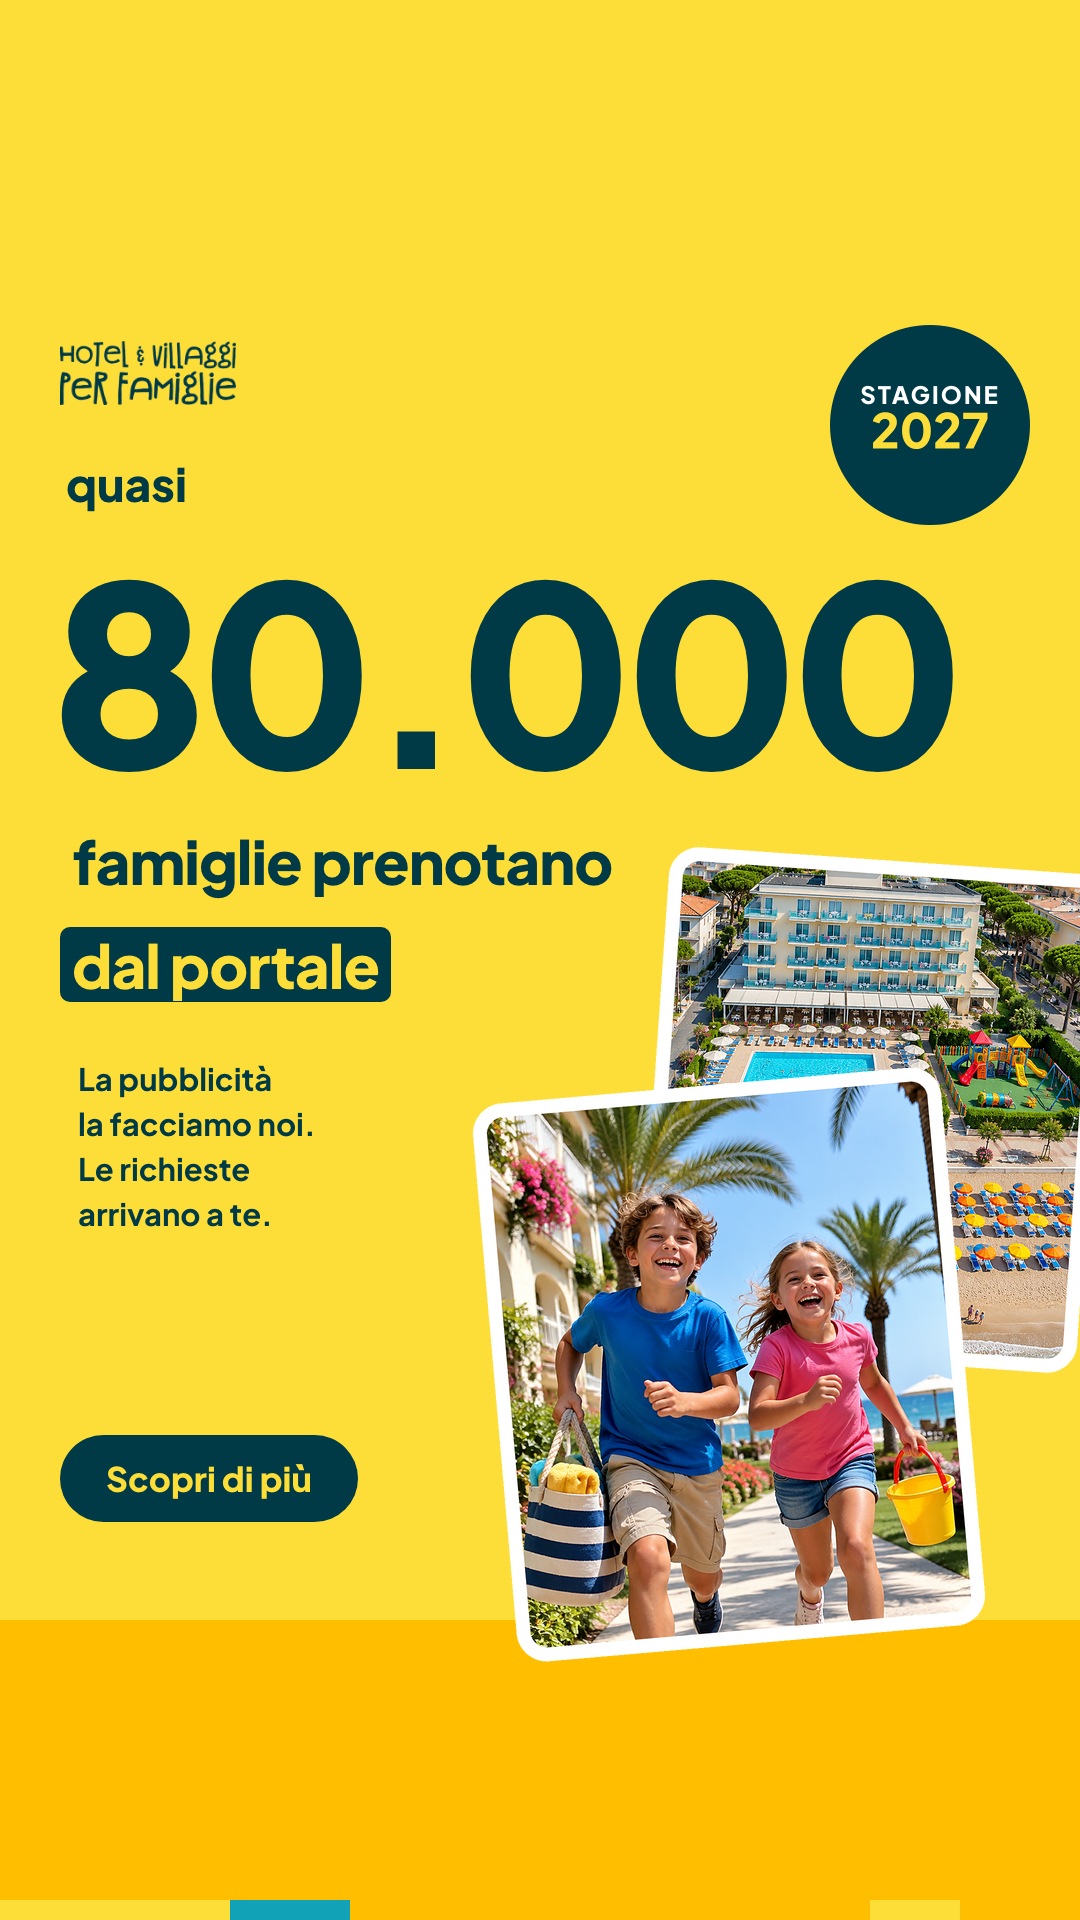 HOTEL & VILLAGGI
PER FAMIGLIE
STAGIONE
2027
quasi
80.000
famiglie prenotano
dal portale
La pubblicità
la facciamo noi.
Le richieste
arrivano a te.
Scopri di più